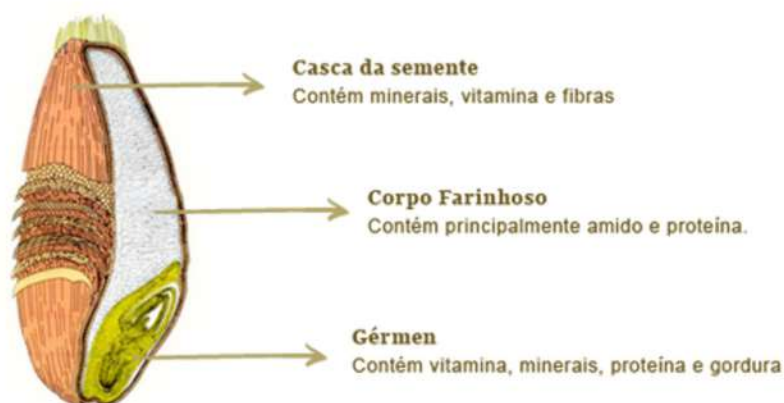 Casca da semente
Contém minerais, vitamina e fibras
Corpo Farinhoso
Contém principalmente amido e proteína.
Gérmen
Contém vitamina, minerais, proteína e gordura